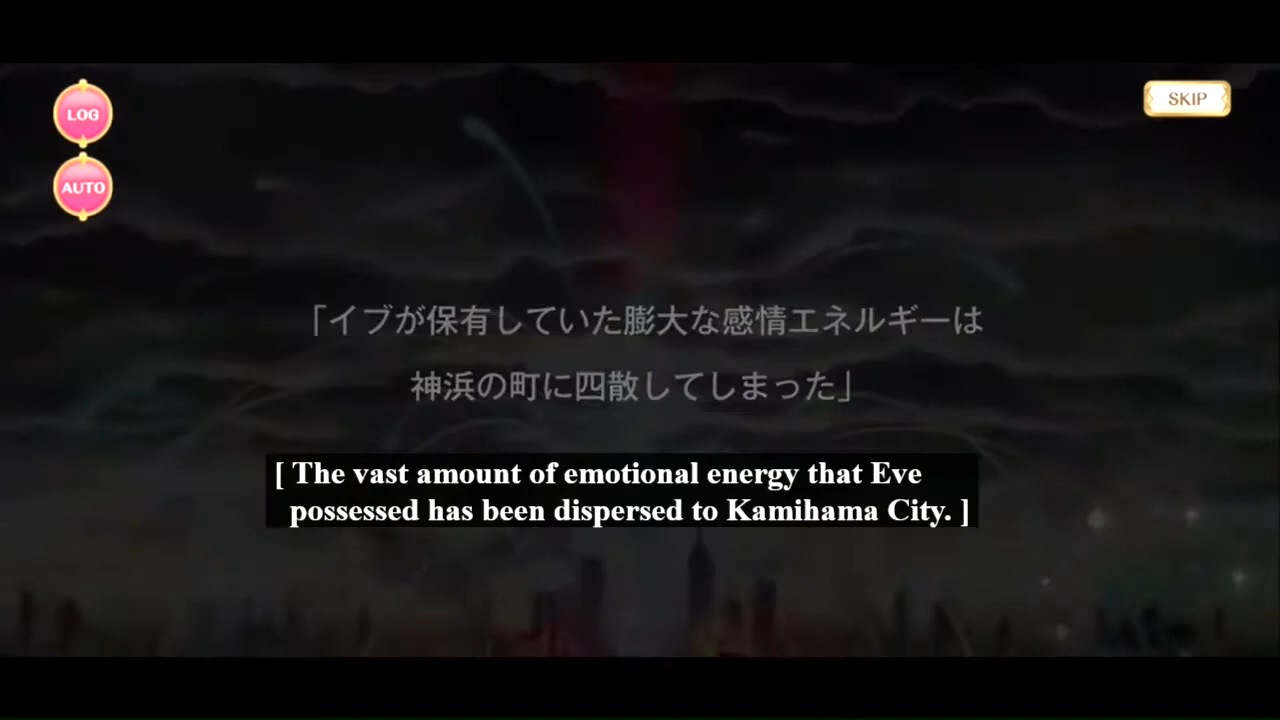 LOG
SKIP
AUTO
「イブが保有していた膨大な感情エネルギーは
神浜の町に四散してしまった」
[ The vast amount of emotional energy that Eve
possessed has been dispersed to Kamihama City. ]